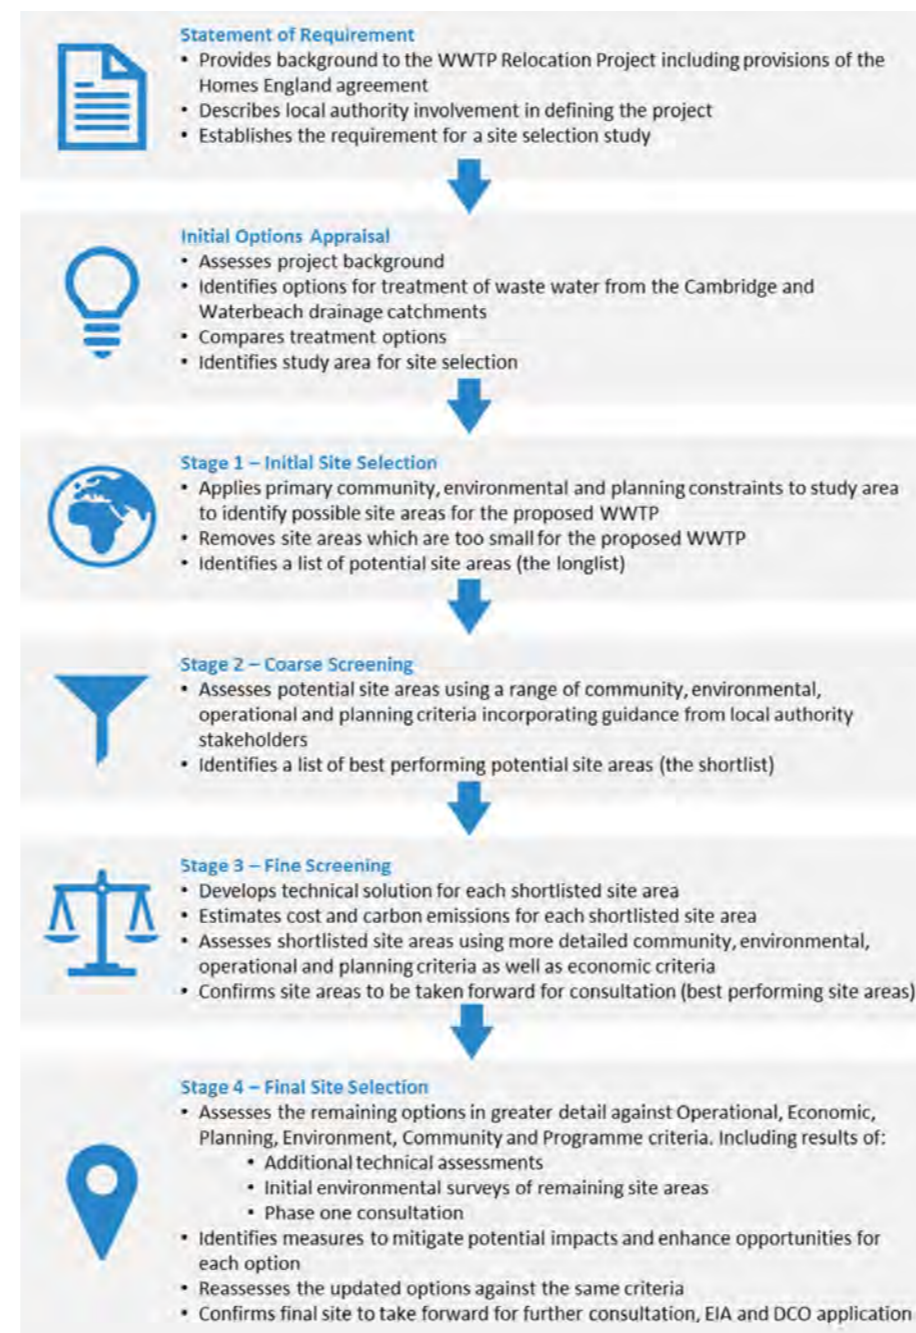 Statement of Requirement
• Provides background to the WWTP Relocation Project including provisions of the
Homes England agreement
• Describes local authority involvement in defining the project
• Establishes the requirement for a site selection study
Initial Options Appraisal
• Assesses project background
• Identifies options for treatment of waste water from the Cambridge and
Waterbeach drainage catchments
• Compares treatment options
• Identifies study area for site selection
Stage 1 – Initial Site Selection
• Applies primary community, environmental and planning constraints to study area
to identify possible site areas for the proposed WWTP
• Removes site areas which are too small for the proposed WWTP
• Identifies a list of potential site areas (the longlist)
Stage 2 – Coarse Screening
• Assesses potential site areas using a range of community, environmental,
operational and planning criteria incorporating guidance from local authority
stakeholders
• Identifies a list of best performing potential site areas (the shortlist)
Stage 3 – Fine Screening
• Develops technical solution for each shortlisted site area
• Estimates cost and carbon emissions for each shortlisted site area
• Assesses shortlisted site areas using more detailed community, environmental,
operational and planning criteria as well as economic criteria
• Confirms site areas to be taken forward for consultation (best performing site areas)
Stage 4 – Final Site Selection
• Assesses the remaining options in greater detail against Operational, Economic,
Planning, Environment, Community and Programme criteria. Including results of:
• Additional technical assessments
• Initial environmental surveys of remaining site areas
• Phase one consultation
• Identifies measures to mitigate potential impacts and enhance opportunities for
each option
• Reassesses the updated options against the same criteria
• Confirms final site to take forward for further consultation, EIA and DCO application